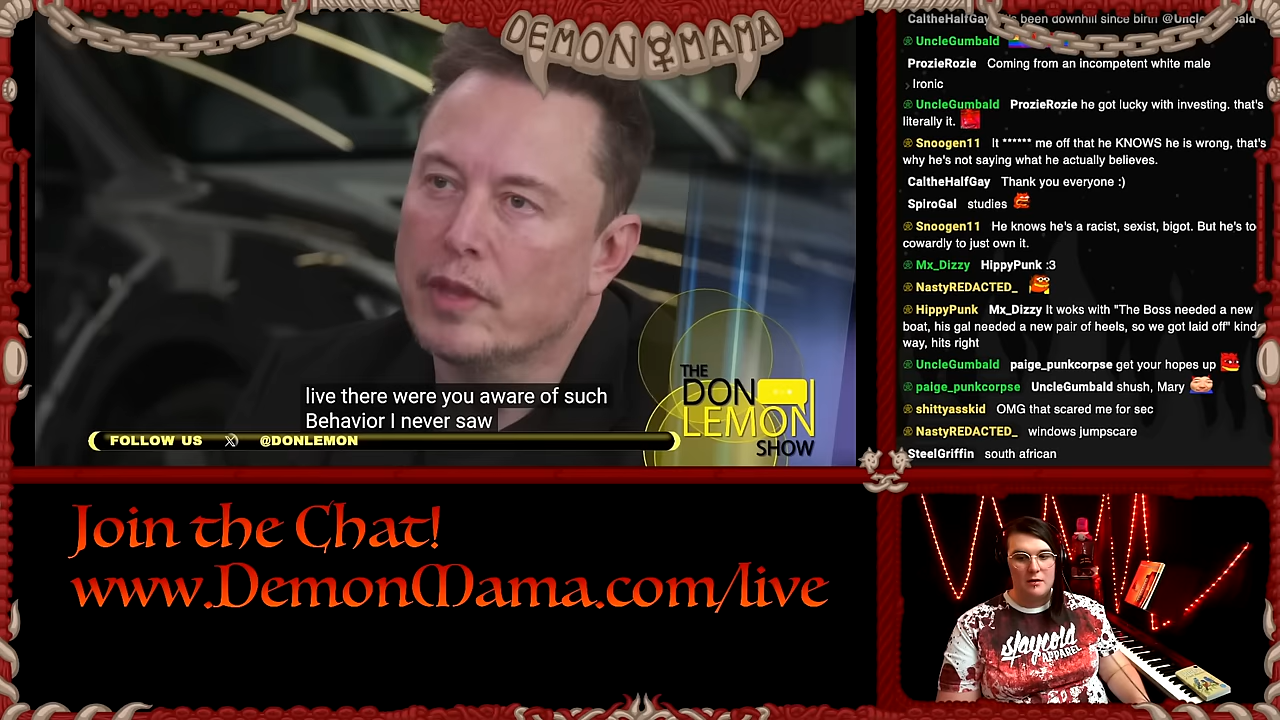 DEMON MAMA
live there were you aware of such
Behavior I never saw
FOLLOW US X @DONLEMON
THE
DON
LEMON
SHOW
Join the Chat!
www.DemonMama.com/live
CaltheHalfGay been downhill since birth
UncleGumbald
ProzieRozie Coming from an incompetent white male
Ironic
UncleGumbald ProzieRozie he got lucky with investing. that's
literally it.
Snoogen11 It ****** me off that he KNOWS he is wrong, that's
why he's not saying what he actually believes.
CaltheHalfGay Thank you everyone :)
SpiroGal studies
Snoogen11 He knows he's a racist, sexist, bigot. But he's to
cowardly to just own it.
Mx_Dizzy HippyPunk :3
NastyREDACTED_
HippyPunk Mx_Dizzy It woks with "The Boss needed a new
boat, his gal needed a new pair of heels, so we got laid off" kind
way, hits right
UncleGumbald paige_punkcorpse get your hopes up
paige_punkcorpse UncleGumbald shush, Mary
shittyasskid OMG that scared me for sec
NastyREDACTED_ windows jumpscare
SteelGriffin south african
staycold
APPAREL